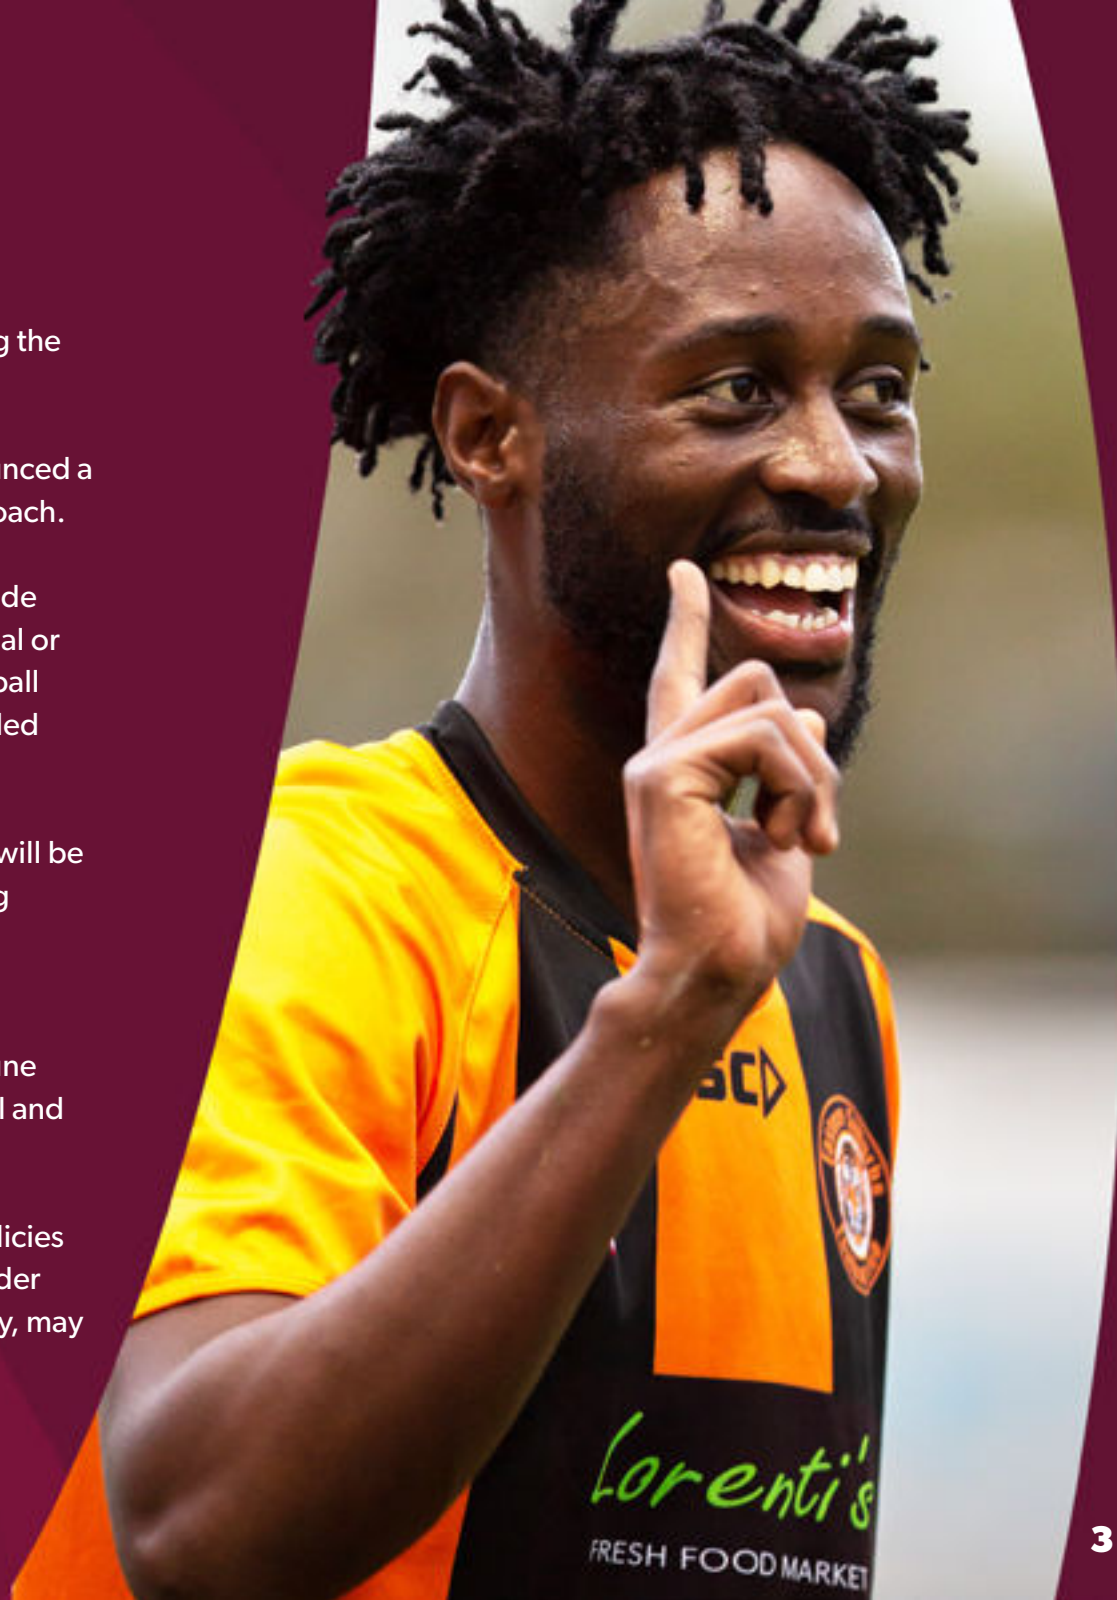 g the
nced a
oach.
de
al or
ball
led
will be
g
ne
l and
licies
der
y, may
SC
Lorenti's
FRESH FOOD MARKET
3